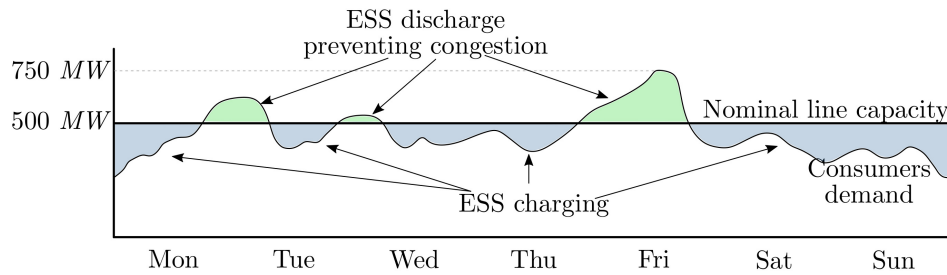 ESS discharge
preventing congestion
750 MW
500 MW
Nominal line capacity
Consumers
demand
ESS charging
Mon Tue Wed Thu Fri Sat Sun